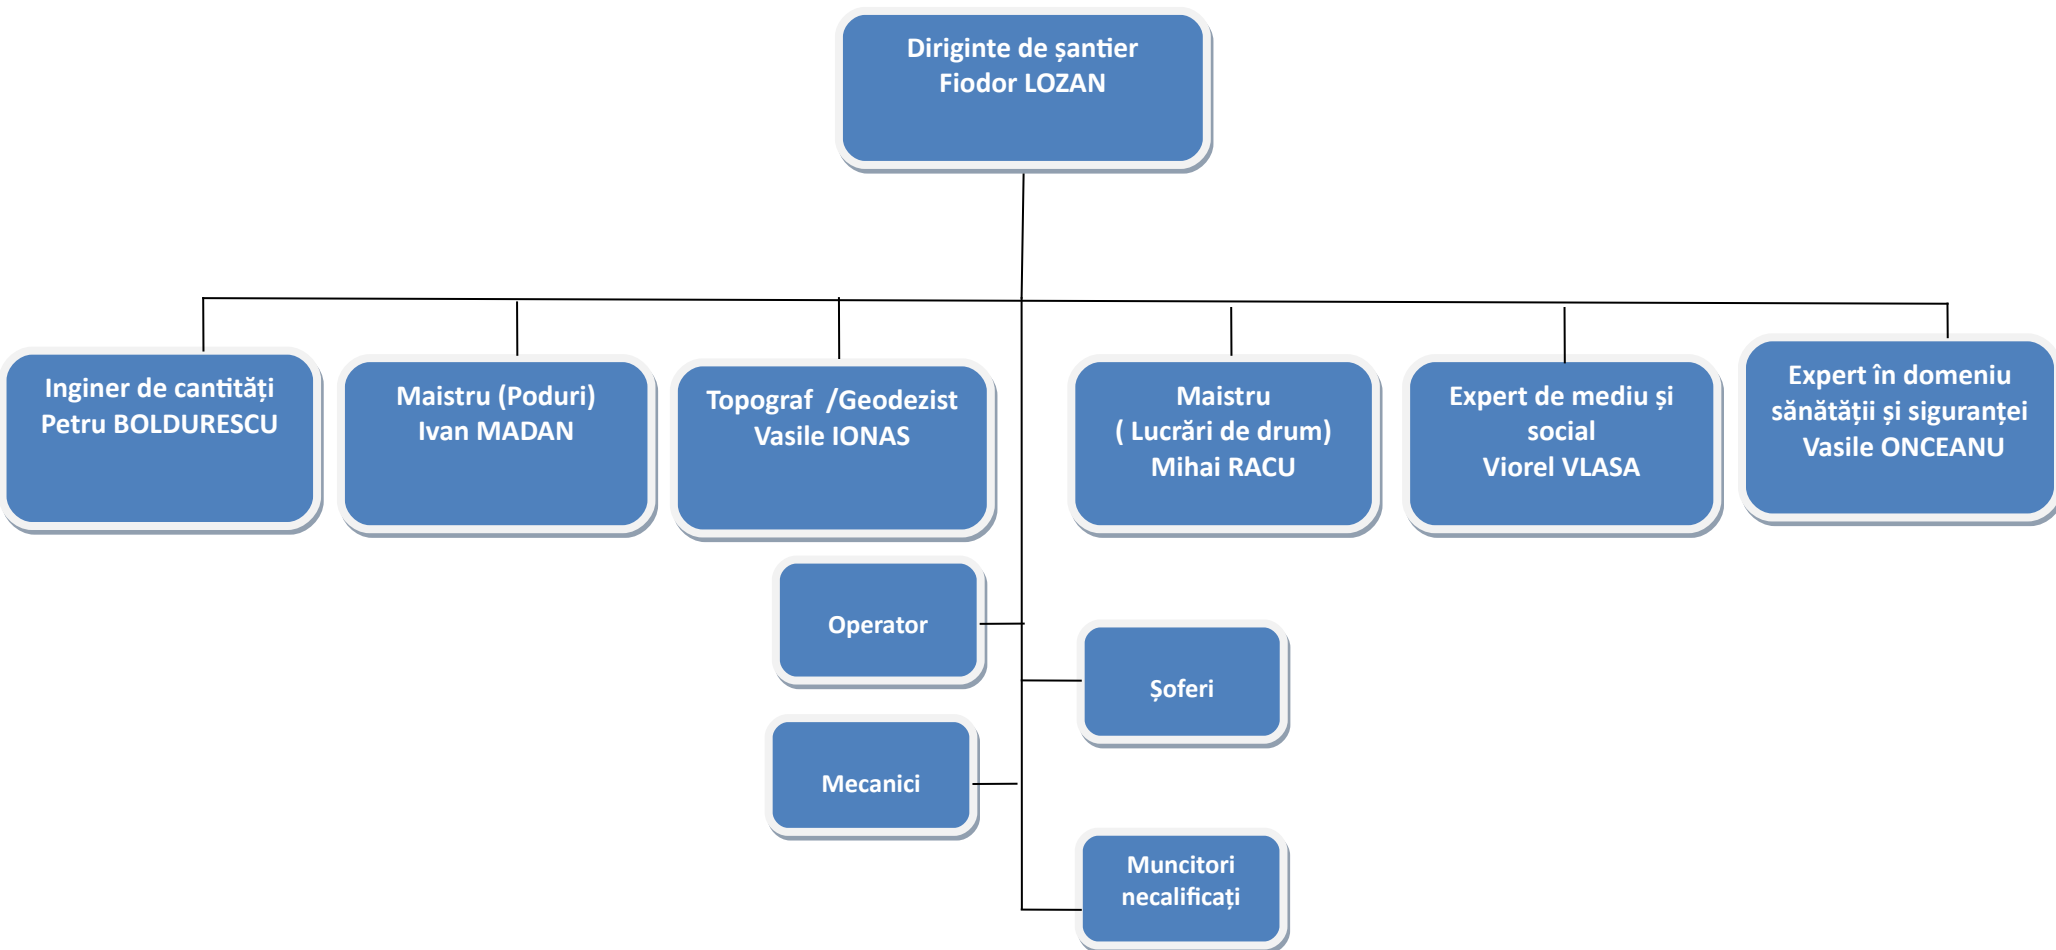 Diriginte de șantier
Fiodor LOZAN
Inginer de cantități
Petru BOLDURESCU
Maistru (Poduri)
Ivan MADAN
Topograf /Geodezist
Vasile IONAS
Maistru
( Lucrări de drum)
Mihai RACU
Expert de mediu și
social
Viorel VLASA
Expert în domeniu
sănătății și siguranței
Vasile ONCEANU
Operator
Șoferi
Mecanici
Muncitori
necalificați